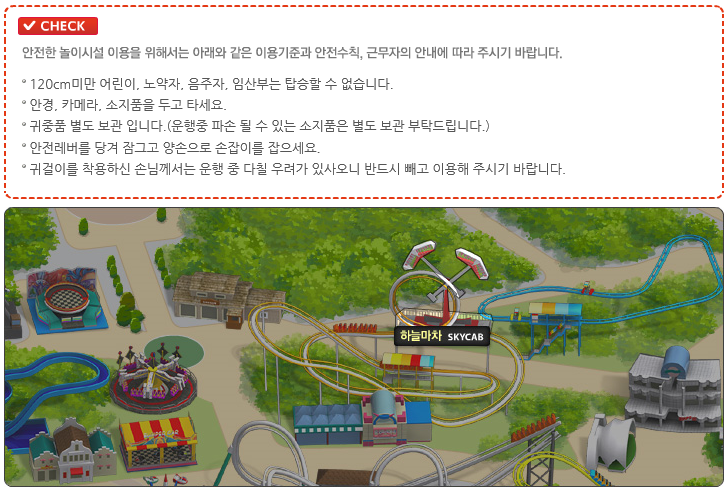 CHECK
안전한 놀이시설 이용을 위해서는 아래와 같은 이용기준과 안전수칙, 근무자의 안내에 따라 주시기 바랍니다.
° 120cm미만 어린이, 노약자, 음주자, 임산부는 탑승할 수 없습니다.
° 안경, 카메라, 소지품을 두고 타세요.
° 귀중품 별도 보관 입니다.(운행중 파손 될 수 있는 소지품은 별도 보관 부탁드립니다.)
° 안전레버를 당겨 잠그고 양손으로 손잡이를 잡으세요.
° 귀걸이를 착용하신 손님께서는 운행 중 다칠 우려가 있사오니 반드시 빼고 이용해 주시기 바랍니다.
하늘마차 SKYCAB